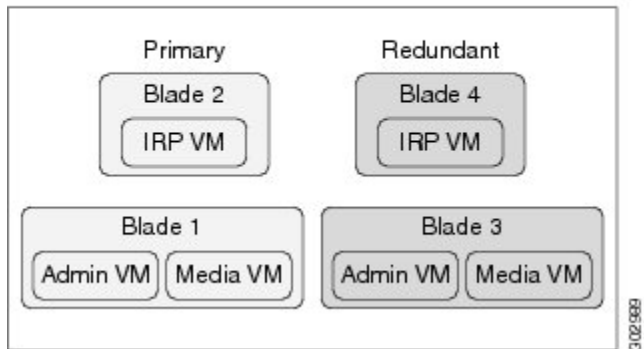 Primary
Redundant
Blade 2
IRP VM
Blade 4
IRP VM
Blade 1
Admin VM
Media VM
Blade 3
Admin VM
Media VM
302989